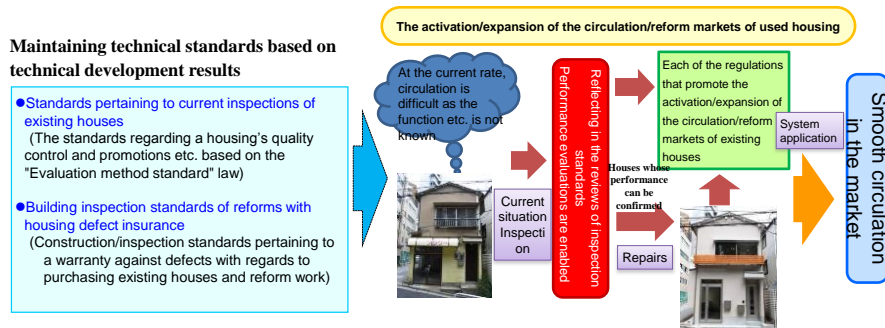 The activation/expansion of the circulation/reform markets of used housing
Maintaining technical standards based on
technical development results
●Standards pertaining to current inspections of
existing houses
(The standards regarding a housing's quality
control and promotions etc. based on the
"Evaluation method standard" law)
●Building inspection standards of reforms with
housing defect insurance
(Construction/inspection standards pertaining to
a warranty against defects with regards to
purchasing existing houses and reform work)
At the current rate,
circulation is
difficult as the
function etc. is not
known
Current
situation
Inspecti
on
Reflecting in the reviews of inspection
standards
Performance evaluations are enabled
Houses whose
performance
can be
confirmed
Repairs
Each of the regulations
that promote the
activation/expansion of
the circulation/reform
markets of existing
houses
System
application
Smooth circulation
in the market